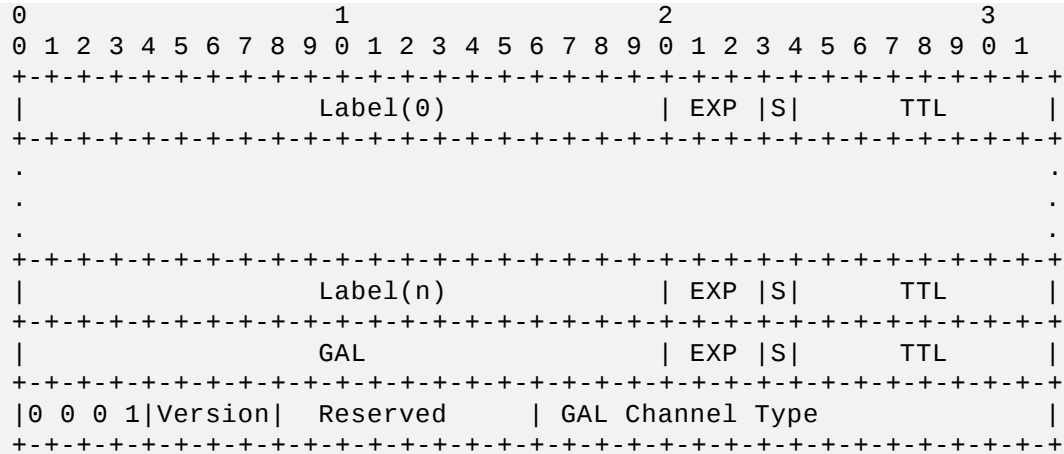 0                   1                   2                   3
0 1 2 3 4 5 6 7 8 9 0 1 2 3 4 5 6 7 8 9 0 1 2 3 4 5 6 7 8 9 0 1
+-+-+-+-+-+-+-+-+-+-+-+-+-+-+-+-+-+-+-+-+-+-+-+-+-+-+-+-+-+-+-+-+
|                  Label(0)             | EXP |S|      TTL      |
+-+-+-+-+-+-+-+-+-+-+-+-+-+-+-+-+-+-+-+-+-+-+-+-+-+-+-+-+-+-+-+-+
.                                                               .
.                                                               .
.                                                               .
+-+-+-+-+-+-+-+-+-+-+-+-+-+-+-+-+-+-+-+-+-+-+-+-+-+-+-+-+-+-+-+-+
|                  Label(n)             | EXP |S|      TTL      |
+-+-+-+-+-+-+-+-+-+-+-+-+-+-+-+-+-+-+-+-+-+-+-+-+-+-+-+-+-+-+-+-+
|                  GAL                  | EXP |S|      TTL      |
+-+-+-+-+-+-+-+-+-+-+-+-+-+-+-+-+-+-+-+-+-+-+-+-+-+-+-+-+-+-+-+-+
|0 0 0 1|Version|  Reserved     | GAL Channel Type              |
+-+-+-+-+-+-+-+-+-+-+-+-+-+-+-+-+-+-+-+-+-+-+-+-+-+-+-+-+-+-+-+-+